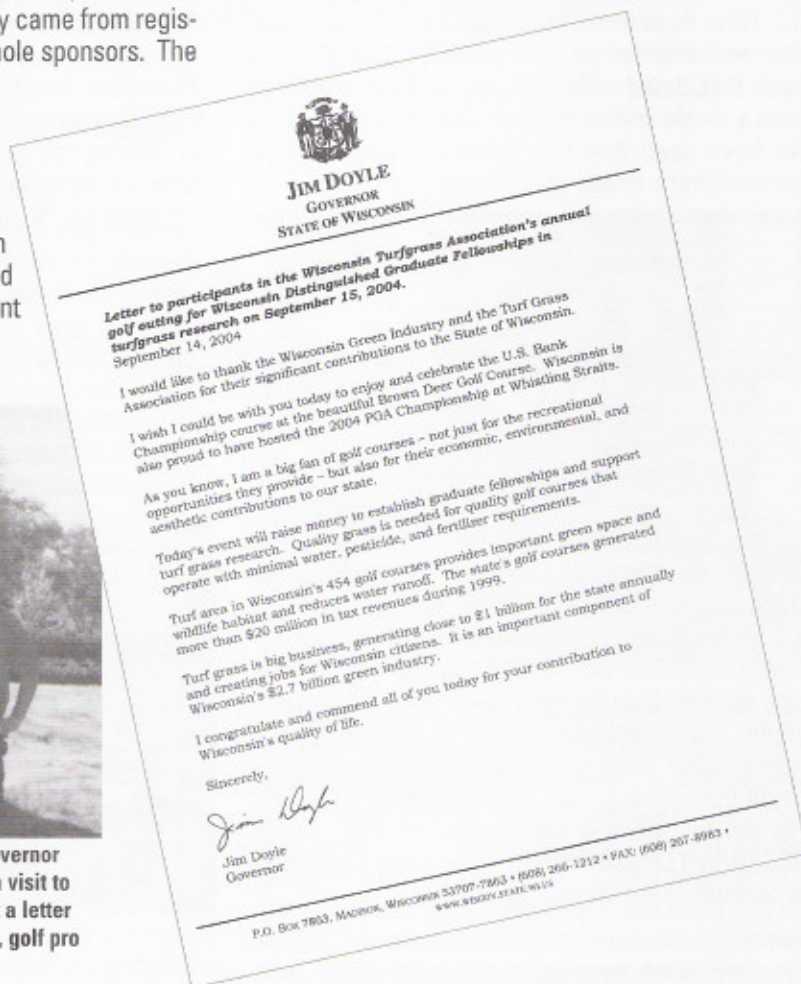 y came from regis-
hole sponsors. The
n
d
nt
JIM DOYLE
GOVERNOR
STATE OF WISCONSIN
Letter to participants in the Wisconsin Turfgrass Association's annual
golf outing for Wisconsin Distinguished Graduate Fellowships in
turfgrass research on September 15, 2004.
September 14, 2004
I would like to thank the Wisconsin Green Industry and the Turf Grass
Association for their significant contributions to the State of Wisconsin.
I wish I could be with you today to enjoy and celebrate the U.S. Bank
Championship course at the beautiful Brown Deer Golf Course. Wisconsin is
also proud to have hosted the 2004 PGA Championship at Whistling Straits.
As you know, I am a big fan of golf courses – not just for the recreational
opportunities they provide – but also for their economic, environmental, and
aesthetic contributions to our state.
Today's event will raise money to establish graduate fellowships and support
turf grass research. Quality grass is needed for quality golf courses that
operate with minimal water, pesticide, and fertilizer requirements.
Turf area in Wisconsin's 454 golf courses provides important green space and
wildlife habitat and reduces water runoff. The state's golf courses generated
more than $20 million in tax revenues during 1999.
Turf grass is big business, generating close to $1 billion for the state annually
and creating jobs for Wisconsin citizens. It is an important component of
Wisconsin's $2.7 billion green industry.
I congratulate and commend all of you today for your contribution to
Wisconsin's quality of life.
Sincerely,
Jim Doyle
Jim Doyle
Governor
P.O. BOX 7863, MADISON, WISCONSIN 53707-7863 • (608) 266-1212 • FAX: (608) 267-8983 •
WWW.WISGOV.STATE.WI.US
vernor
visit to
a letter
, golf pro